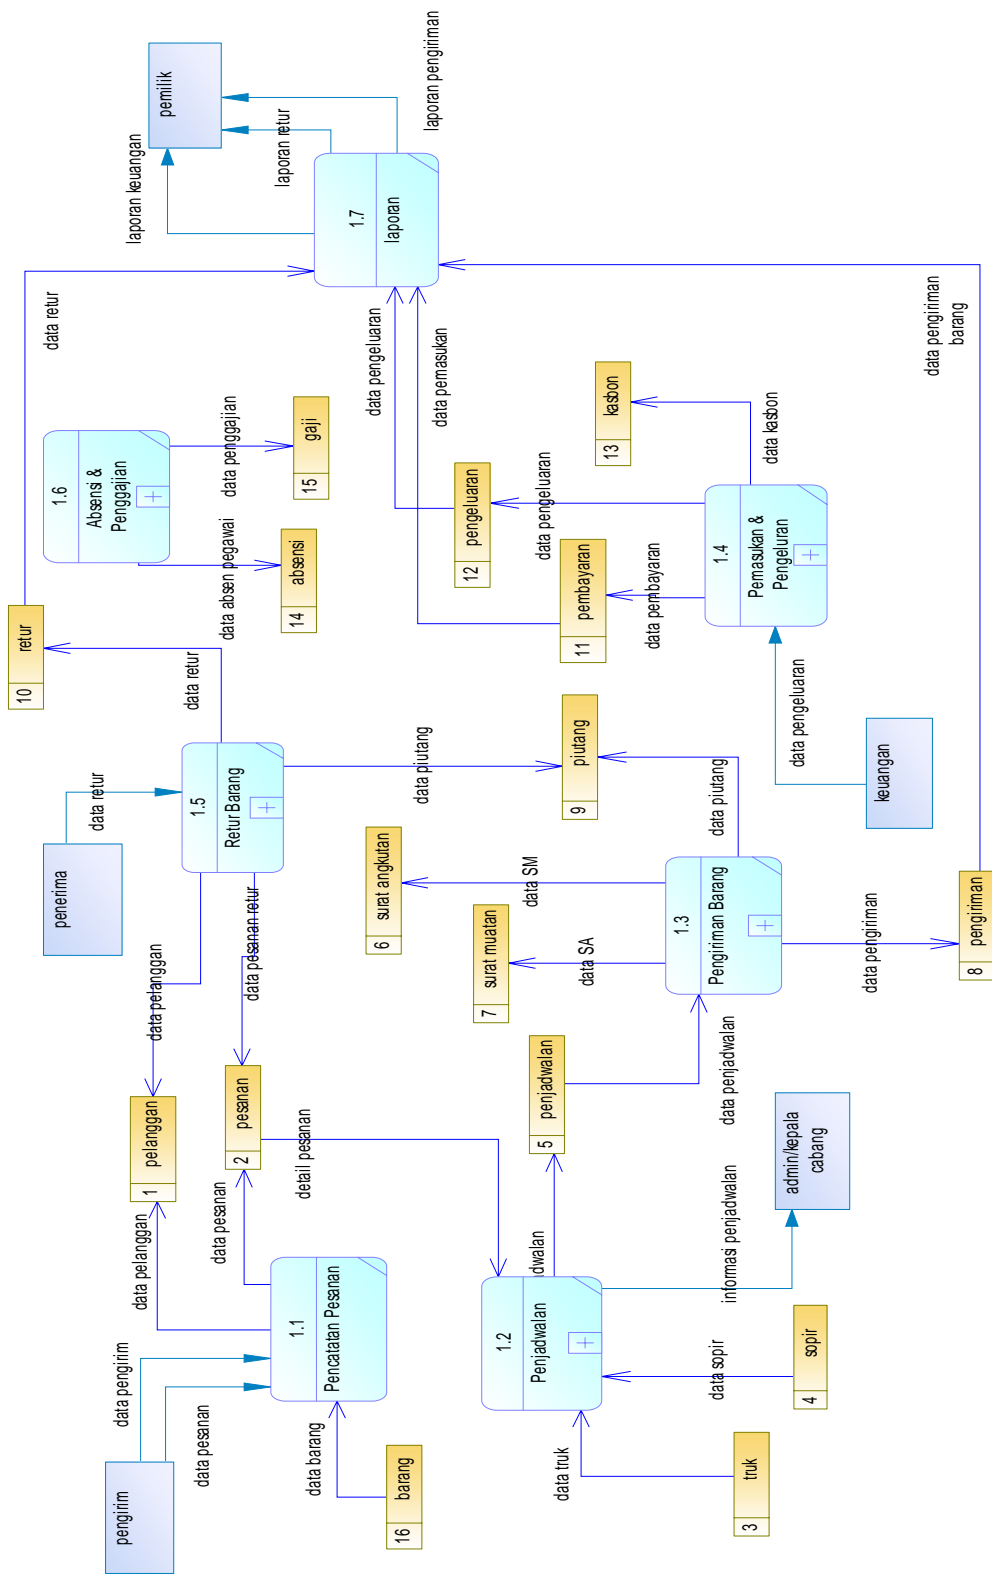 pengirim
data pengirim
data pesanan
data barang
16
barang
1.1
Pencatatan Pesanan
data pelanggan
data pesanan
1
pelanggan
2
pesanan
data pelanggan
data pesanan retur
detail pesanan
penerima
data retur
1.5
Retur Barang
data retur
10
retur
data retur
data piutang
1.6
Absensi &
Penggajian
data absen pegawai
data penggajian
14
absensi
15
gaji
laporan keuangan
laporan retur
laporan pengiriman
pemilik
1.7
laporan
data pengeluaran
data pemasukan
data pengiriman
barang
3
truk
data truk
4
sopir
data sopir
1.2
Penjadwalan
dwalan
informasi penjadwalan
admin/kepala
cabang
5
penjadwalan
data penjadwalan
7
surat muatan
6
surat angkutan
data SA
data SM
1.3
Pengiriman Barang
data piutang
9
piutang
data pengiriman
8
pengiriman
keuangan
data pengeluaran
1.4
Pemasukan &
Pengeluran
data pembayaran
11
pembayaran
data pengeluaran
12
pengeluaran
data kasbon
13
kasbon